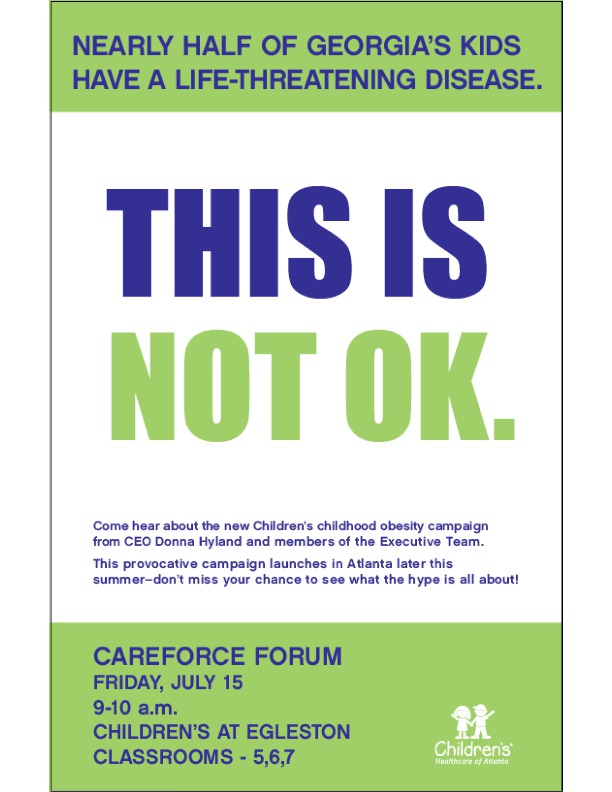 NEARLY HALF OF GEORGIA'S KIDS
HAVE A LIFE-THREATENING DISEASE.
THIS IS
NOT OK.
Come hear about the new Children's childhood obesity campaign
from CEO Donna Hyland and members of the Executive Team.
This provocative campaign launches in Atlanta later this
summer–don't miss your chance to see what the hype is all about!
CAREFORCE FORUM
FRIDAY, JULY 15
9-10 a.m.
CHILDREN'S AT EGLESTON
CLASSROOMS - 5,6,7
Children's
Healthcare of Atlanta